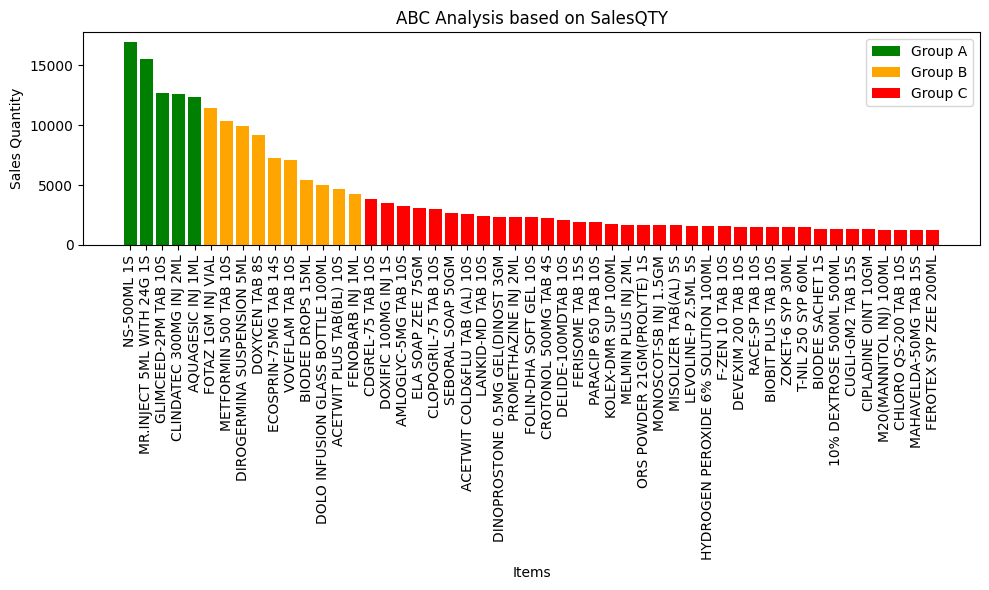 ABC Analysis based on SalesQTY
Group A
Group B
Group C
Sales Quantity
15000
10000
5000
0
NS-500ML 1S
MR.INJECT 5ML WITH 24G 1S
GLIMCEED-2PM TAB 10S
CLINDATEC 300MG INJ 2ML
AQUAGESIC INJ 1ML
FOTAZ 1GM INJ VIAL
METFORMIN 500 TAB 10S
DIROGERMINA SUSPENSION 5ML
DOXYCEN TAB 8S
ECOSPRIN-75MG TAB 14S
VOVEFLAM TAB 10S
BIODEE DROPS 15ML
DOLO INFUSION GLASS BOTTLE 100ML
ACETWIT PLUS TAB(BL) 10S
FENOBARB INJ 1ML
CDGREL-75 TAB 10S
DOXIFIC 100MG INJ 1S
AMLOGLYC-5MG TAB 10S
ELA SOAP ZEE 75GM
CLOPOGRIL-75 TAB 10S
SEBORAL SOAP 50GM
ACETWIT COLD&FLU TAB (AL) 10S
LANKID-MD TAB 10S
DINOPROSTONE 0.5MG GEL(DINOST 3GM
PROMETHAZINE INJ 2ML
FOLIN-DHA SOFT GEL 10S
CROTONOL 500MG TAB 4S
DELIDE-100MDTAB 10S
FERISOME TAB 15S
PARACIP 650 TAB 10S
KOLEX-DMR SUP 100ML
MELMIN PLUS INJ 2ML
ORS POWDER 21GM(PROLYTE) 1S
MONOSCOT-SB INJ 1.5GM
MISOLIZER TAB(AL) 5S
LEVOLINE-P 2.5ML 5S
HYDROGEN PEROXIDE 6% SOLUTION 100ML
F-ZEN 10 TAB 10S
DEVEXIM 200 TAB 10S
RACE-SP TAB 10S
BIOBIT PLUS TAB 10S
ZOKET-6 SYP 30ML
T-NIL 250 SYP 60ML
BIODEE SACHET 1S
10% DEXTROSE 500ML 500ML
CUGLI-GM2 TAB 15S
CIPLADINE OINT 10GM
M20(MANNITOL INJ) 100ML
CHLORO QS-200 TAB 10S
MAHAVELDA-50MG TAB 15S
FEROTEX SYP ZEE 200ML
Items